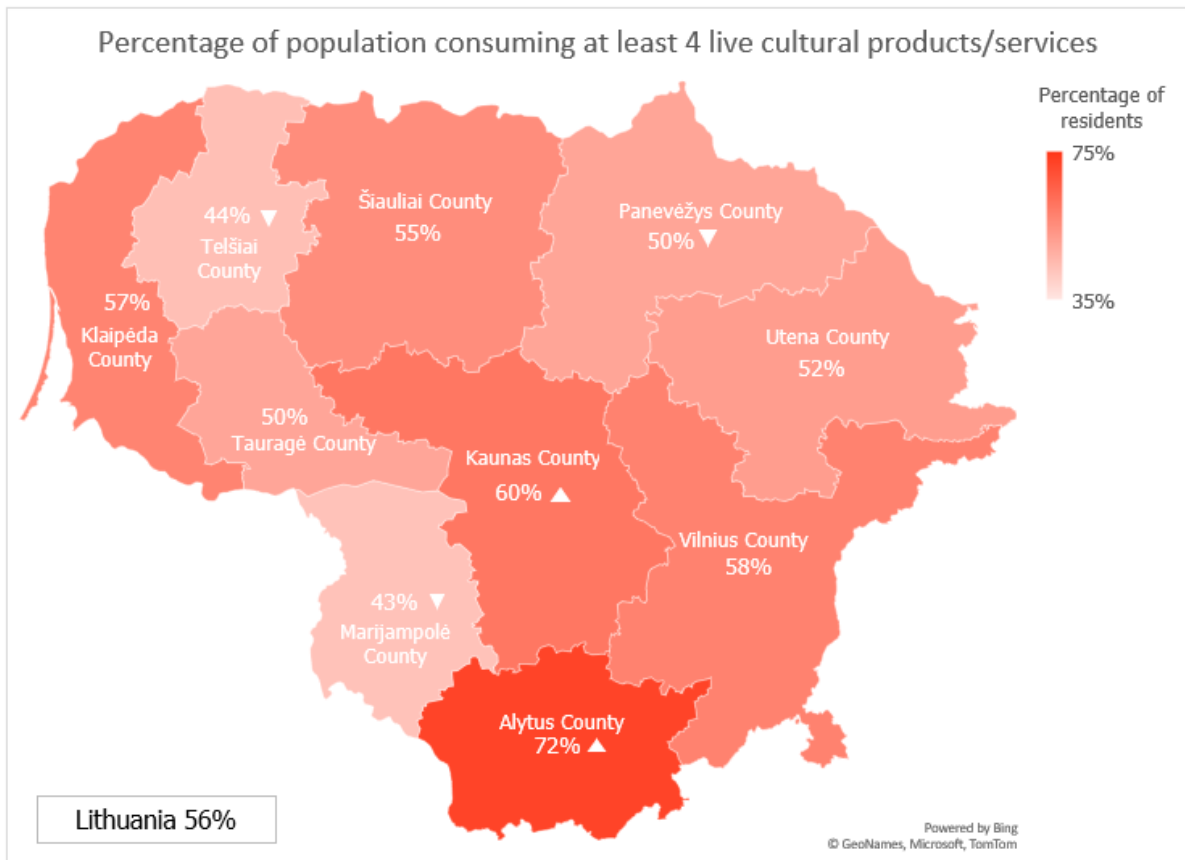 Percentage of population consuming at least 4 live cultural products/services
Percentage of
residents
75%
35%
44% ▼
Telšiai
County
Šiauliai County
55%
Panevėžys County
50% ▼
57%
Klaipėda
County
Utena County
52%
50%
Tauragė County
Kaunas County
60% ▲
Vilnius County
58%
43% ▼
Marijampolė
County
Alytus County
72% ▲
Lithuania 56%
Powered by Bing
© GeoNames, Microsoft, TomTom